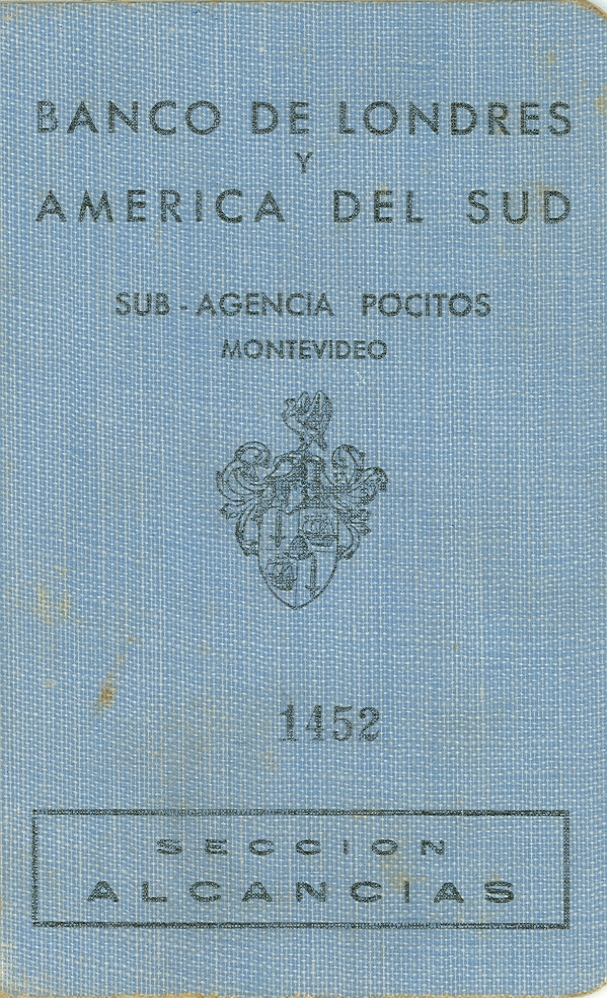 BANCO DE LONDRES
Y
AMERICA DEL SUD
SUB - AGENCIA POCITOS
MONTEVIDEO
1452
SECCION
ALCANCIAS